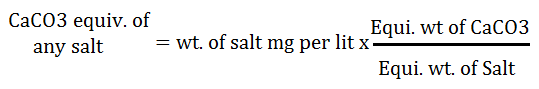 CaCO3 equiv. of
any salt
= wt. of salt mg per lit x
Equi. wt of CaCO3
Equi. wt. of Salt